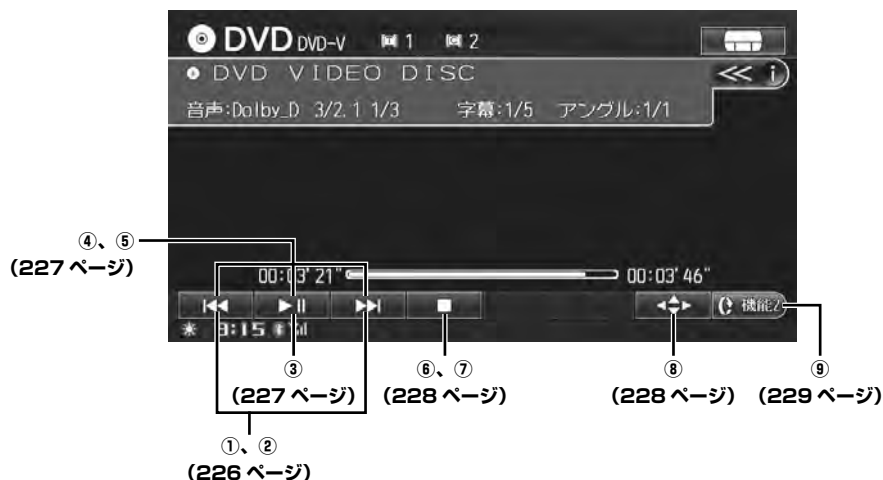 DVD DVD-V T 1 C 2
DVD VIDEO DISC
≪ i
音声:Dolby_D 3/2.1 1/3 字幕:1/5 アングル:1/1
④、⑤
(227 ページ)
00:03'21" 00:03'46"
機能2
9:15
③
(227 ページ)
⑥、⑦
(228 ページ)
⑧
(228 ページ)
⑨
(229 ページ)
①、②
(226 ページ)